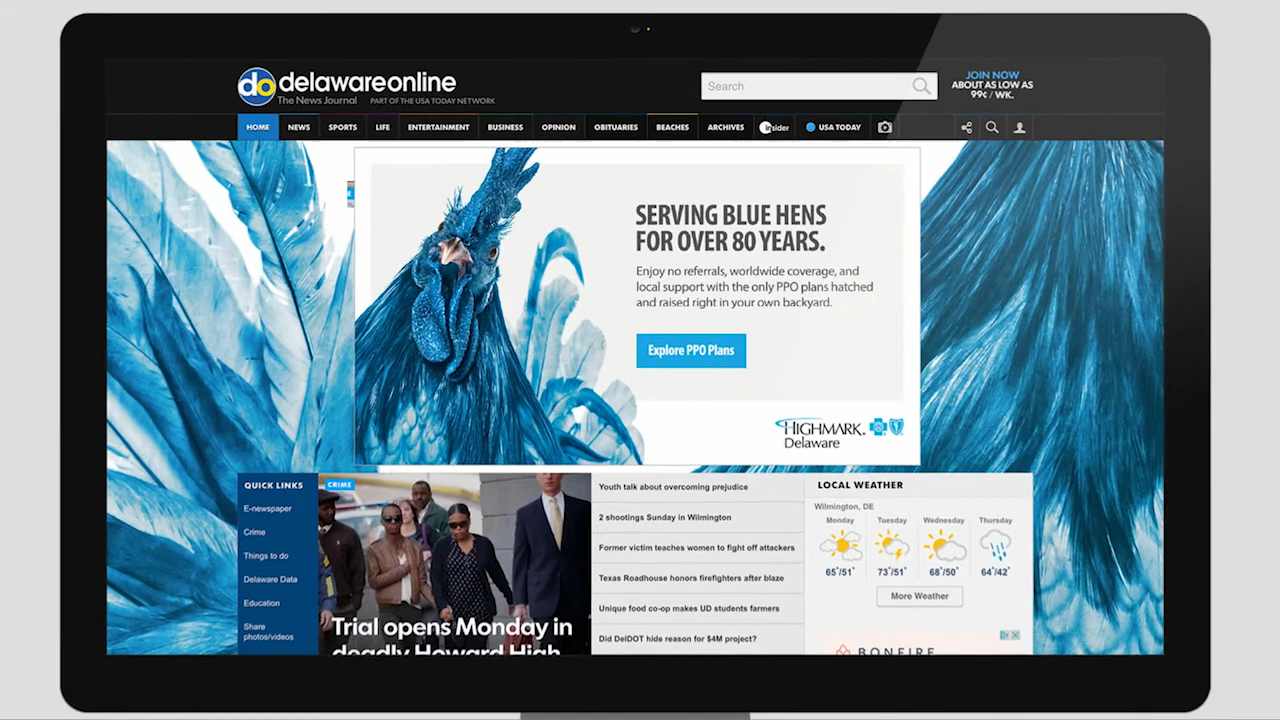 do delawareonline
The News Journal PART OF THE USA TODAY NETWORK
Search
JOIN NOW
ABOUT AS LOW AS
99¢ / WK.
HOME NEWS SPORTS LIFE ENTERTAINMENT BUSINESS OPINION OBITUARIES BEACHES ARCHIVES Insider USA TODAY
SERVING BLUE HENS
FOR OVER 80 YEARS.
Enjoy no referrals, worldwide coverage, and
local support with the only PPO plans hatched
and raised right in your own backyard.
Explore PPO Plans
HIGHMARK®
Delaware
QUICK LINKS
E-newspaper
Crime
Things to do
Delaware Data
Education
Share
photos/videos
CRIME
Trial opens Monday in
deadly Howard High
Youth talk about overcoming prejudice
2 shootings Sunday in Wilmington
Former victim teaches women to fight off attackers
Texas Roadhouse honors firefighters after blaze
Unique food co-op makes UD students farmers
Did DelDOT hide reason for $4M project?
LOCAL WEATHER
Wilmington, DE
Monday Tuesday Wednesday Thursday
65°/51° 73°/51° 68°/50° 64°/42°
More Weather
BONFIRE